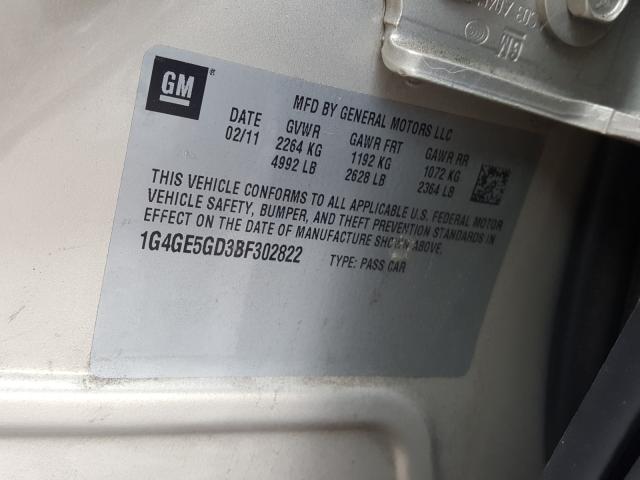 GM
MFD BY GENERAL MOTORS LLC
DATE GVWR GAWR FRT GAWR RR
02/11 2264 KG 1192 KG 1072 KG
4992 LB 2628 LB 2364 LB
THIS VEHICLE CONFORMS TO ALL APPLICABLE U.S. FEDERAL MOTOR
VEHICLE SAFETY, BUMPER, AND THEFT PREVENTION STANDARDS IN
EFFECT ON THE DATE OF MANUFACTURE SHOWN ABOVE.
1G4GE5GD3BF302822 TYPE: PASS CAR
GM